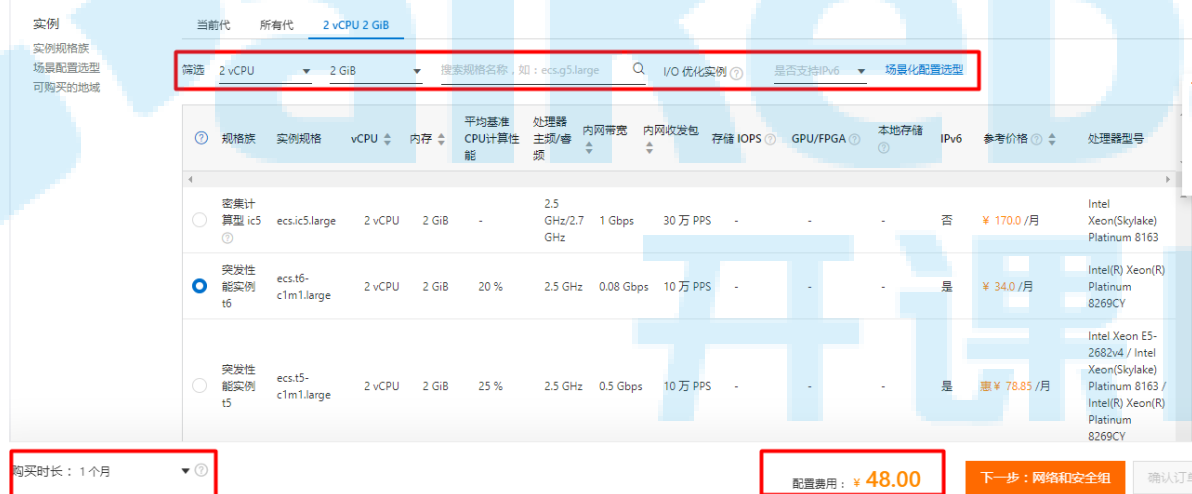 实例
当前代 所有代 2 vCPU 2 GiB
实例规格族
场景配置选型
可购买的地域
筛选 2 vCPU 2 GiB 搜索规格名称，如：ecs.g5.large I/O 优化实例 ? 是否支持IPv6 场景化配置选型
? 规格族 实例规格 vCPU 内存 平均基准CPU计算性能 处理器主频/睿频 内网带宽 内网收发包 存储 IOPS ? GPU/FPGA ? 本地存储 ? IPv6 参考价格 ? 处理器型号
密集计算型 ic5 ? ecs.ic5.large 2 vCPU 2 GiB - 2.5 GHz/2.7 GHz 1 Gbps 30 万 PPS - - - 否 ¥ 170.0 /月 Intel Xeon(Skylake) Platinum 8163
突发性能实例 t6 ecs.t6-c1m1.large 2 vCPU 2 GiB 20 % 2.5 GHz 0.08 Gbps 10 万 PPS - - - 是 ¥ 34.0 /月 Intel(R) Xeon(R) Platinum 8269CY
突发性能实例 t5 ecs.t5-c1m1.large 2 vCPU 2 GiB 25 % 2.5 GHz 0.5 Gbps 10 万 PPS - - - 是 惠 ¥ 78.85 /月 Intel Xeon E5-2682v4 / Intel Xeon(Skylake) Platinum 8163 / Intel(R) Xeon(R) Platinum 8269CY
购买时长： 1 个月 ? 配置费用： ¥ 48.00 下一步：网络和安全组 确认订单
开课